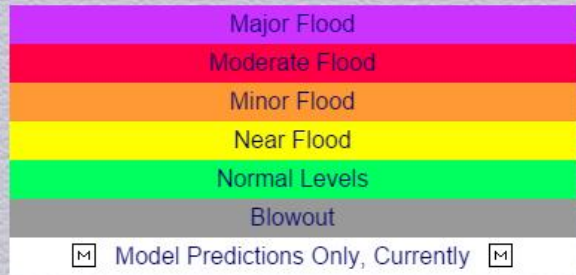 Major Flood
Moderate Flood
Minor Flood
Near Flood
Normal Levels
Blowout
M Model Predictions Only, Currently M